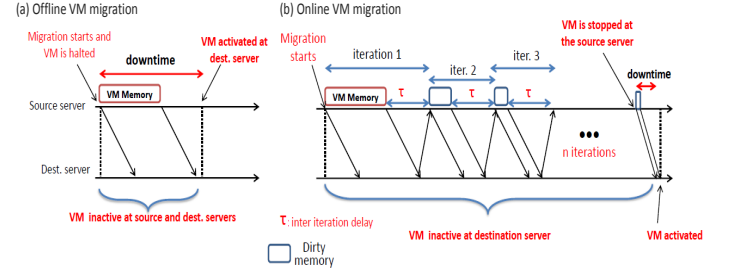 (a) Offline VM migration
Migration starts and
VM is halted
downtime
VM activated at
dest. server
VM Memory
Source server
Dest. server
VM inactive at source and dest. servers
(b) Online VM migration
Migration
starts
iteration 1
iter. 2
iter. 3
VM is stopped at
the source server
downtime
VM Memory
τ
τ
τ
•••
n iterations
τ: inter iteration delay
Dirty
memory
VM inactive at destination server
VM activated